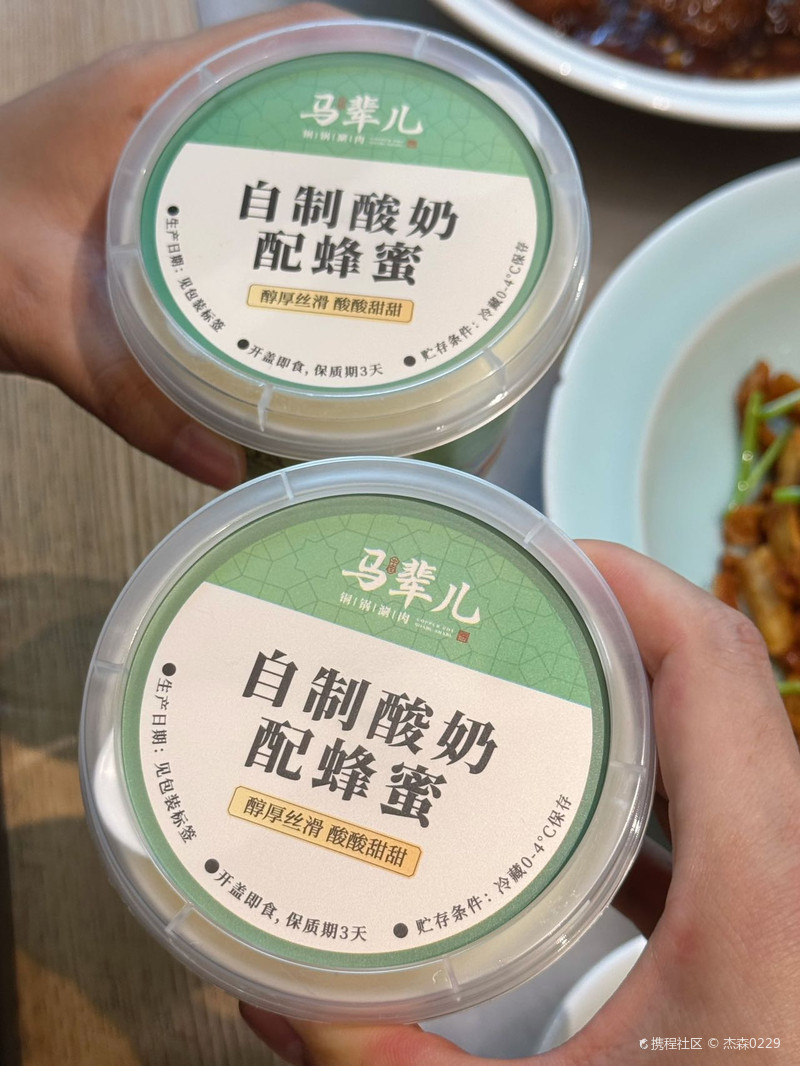 马辈儿
铜锅涮肉
自制酸奶
配蜂蜜
醇厚丝滑 酸酸甜甜
●生产日期：见包装标签
●开盖即食，保质期3天
●贮存条件：冷藏0-4°C保存
马辈儿
铜锅涮肉
COPPER POT
自制酸奶
配蜂蜜
醇厚丝滑 酸酸甜甜
●生产日期：见包装标签
●开盖即食，保质期3天
●贮存条件：冷藏0-4°C保存
携程社区 © 杰森0229